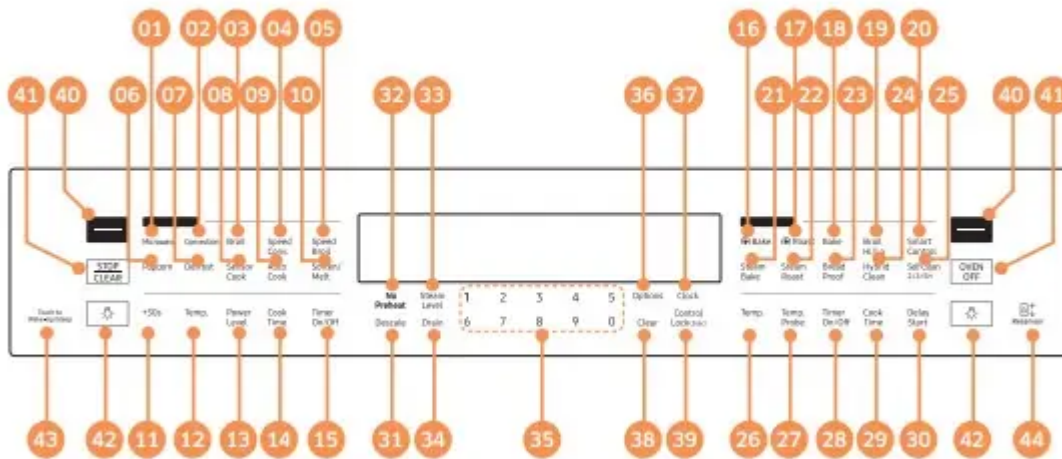 01 02 03 04 05 16 17 18 19 20
41 40 06 07 08 09 10 32 33 36 37 21 22 23 24 25 40 41
Microwave Convection Broil Speed Cook Speed Broil
Bake Roast Bake Broil Smart Control
STOP
CLEAR
Popcorn Defrost Sensor Cook Auto Cook Soften/ Melt
Steam Bake Steam Roast Bread Proof Hybrid Clean Self Clean
OVEN
OFF
No Preheat Steam Level
1 2 3 4 5
Options Clock
+30s Temp. Power Level Cook Time Timer On/Off
Descale Drain
6 7 8 9 0
Clear Control Lock
Temp. Temp. Probe Timer On/Off Cook Time Delay Start
Reservoir
43 42 11 12 13 14 15 31 34 35 38 39 26 27 28 29 30 42 44